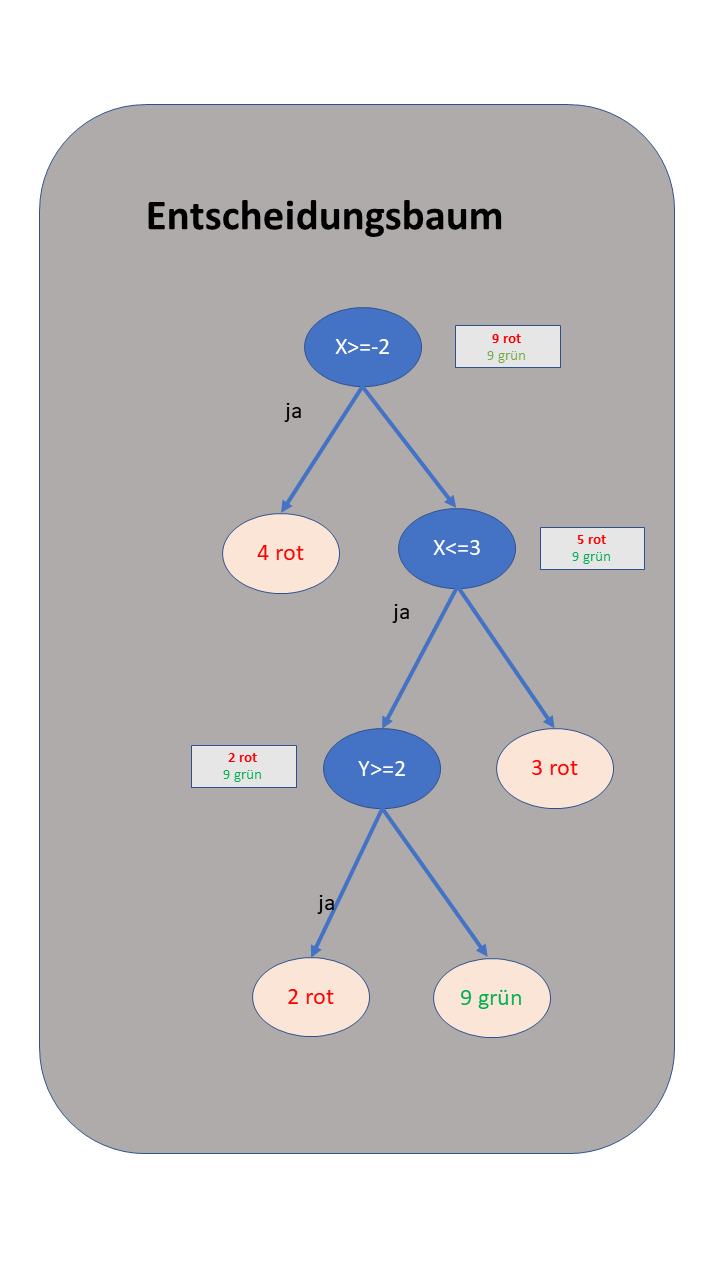 Entscheidungsbaum
X>=-2
9 rot
9 grün
ja
4 rot
X<=3
5 rot
9 grün
ja
2 rot
9 grün
Y>=2
3 rot
ja
2 rot
9 grün